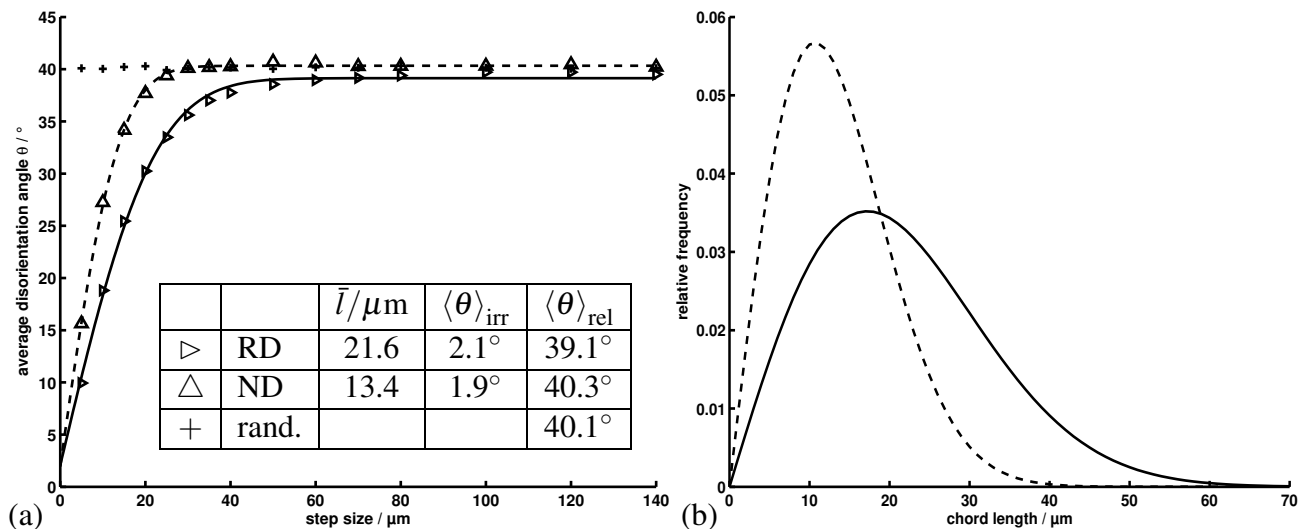 45
40
35
30
25
20
15
10
5
0
average disorientation angle θ / °
l̄/μm ⟨θ⟩irr ⟨θ⟩rel
▷ RD 21.6 2.1° 39.1°
△ ND 13.4 1.9° 40.3°
+ rand. 40.1°
0 20 40 60 80 100 120 140
step size / μm
(a)
0.06
0.05
0.04
0.03
0.02
0.01
0
relative frequency
0 10 20 30 40 50 60 70
chord length / μm
(b)